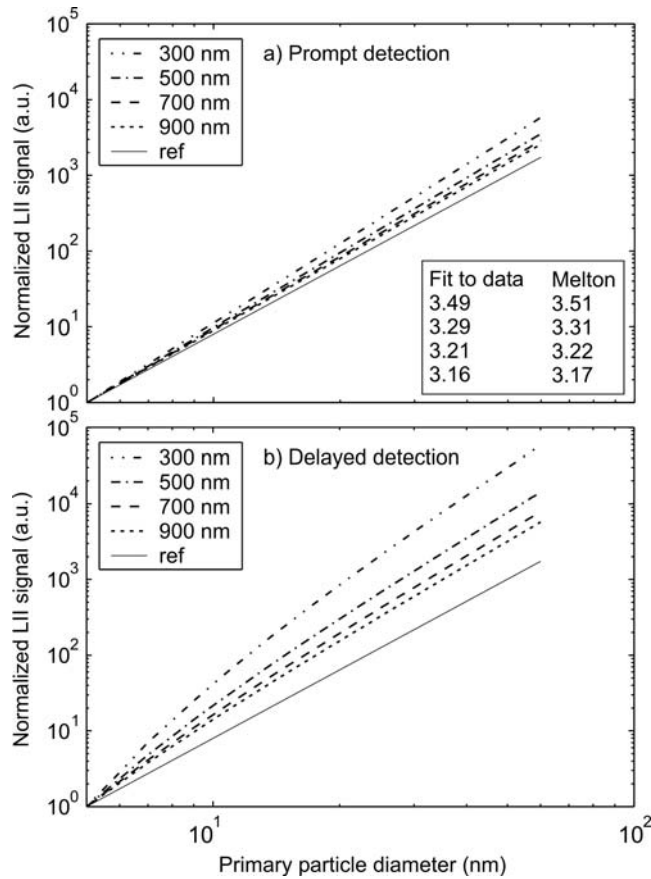 10^5
10^4
10^3
10^2
10^1
10^0
Normalized LII signal (a.u.)
300 nm
500 nm
700 nm
900 nm
ref
a) Prompt detection
Fit to data Melton
3.49 3.51
3.29 3.31
3.21 3.22
3.16 3.17
10^5
10^4
10^3
10^2
10^1
10^0
Normalized LII signal (a.u.)
300 nm
500 nm
700 nm
900 nm
ref
b) Delayed detection
10^1 10^2
Primary particle diameter (nm)